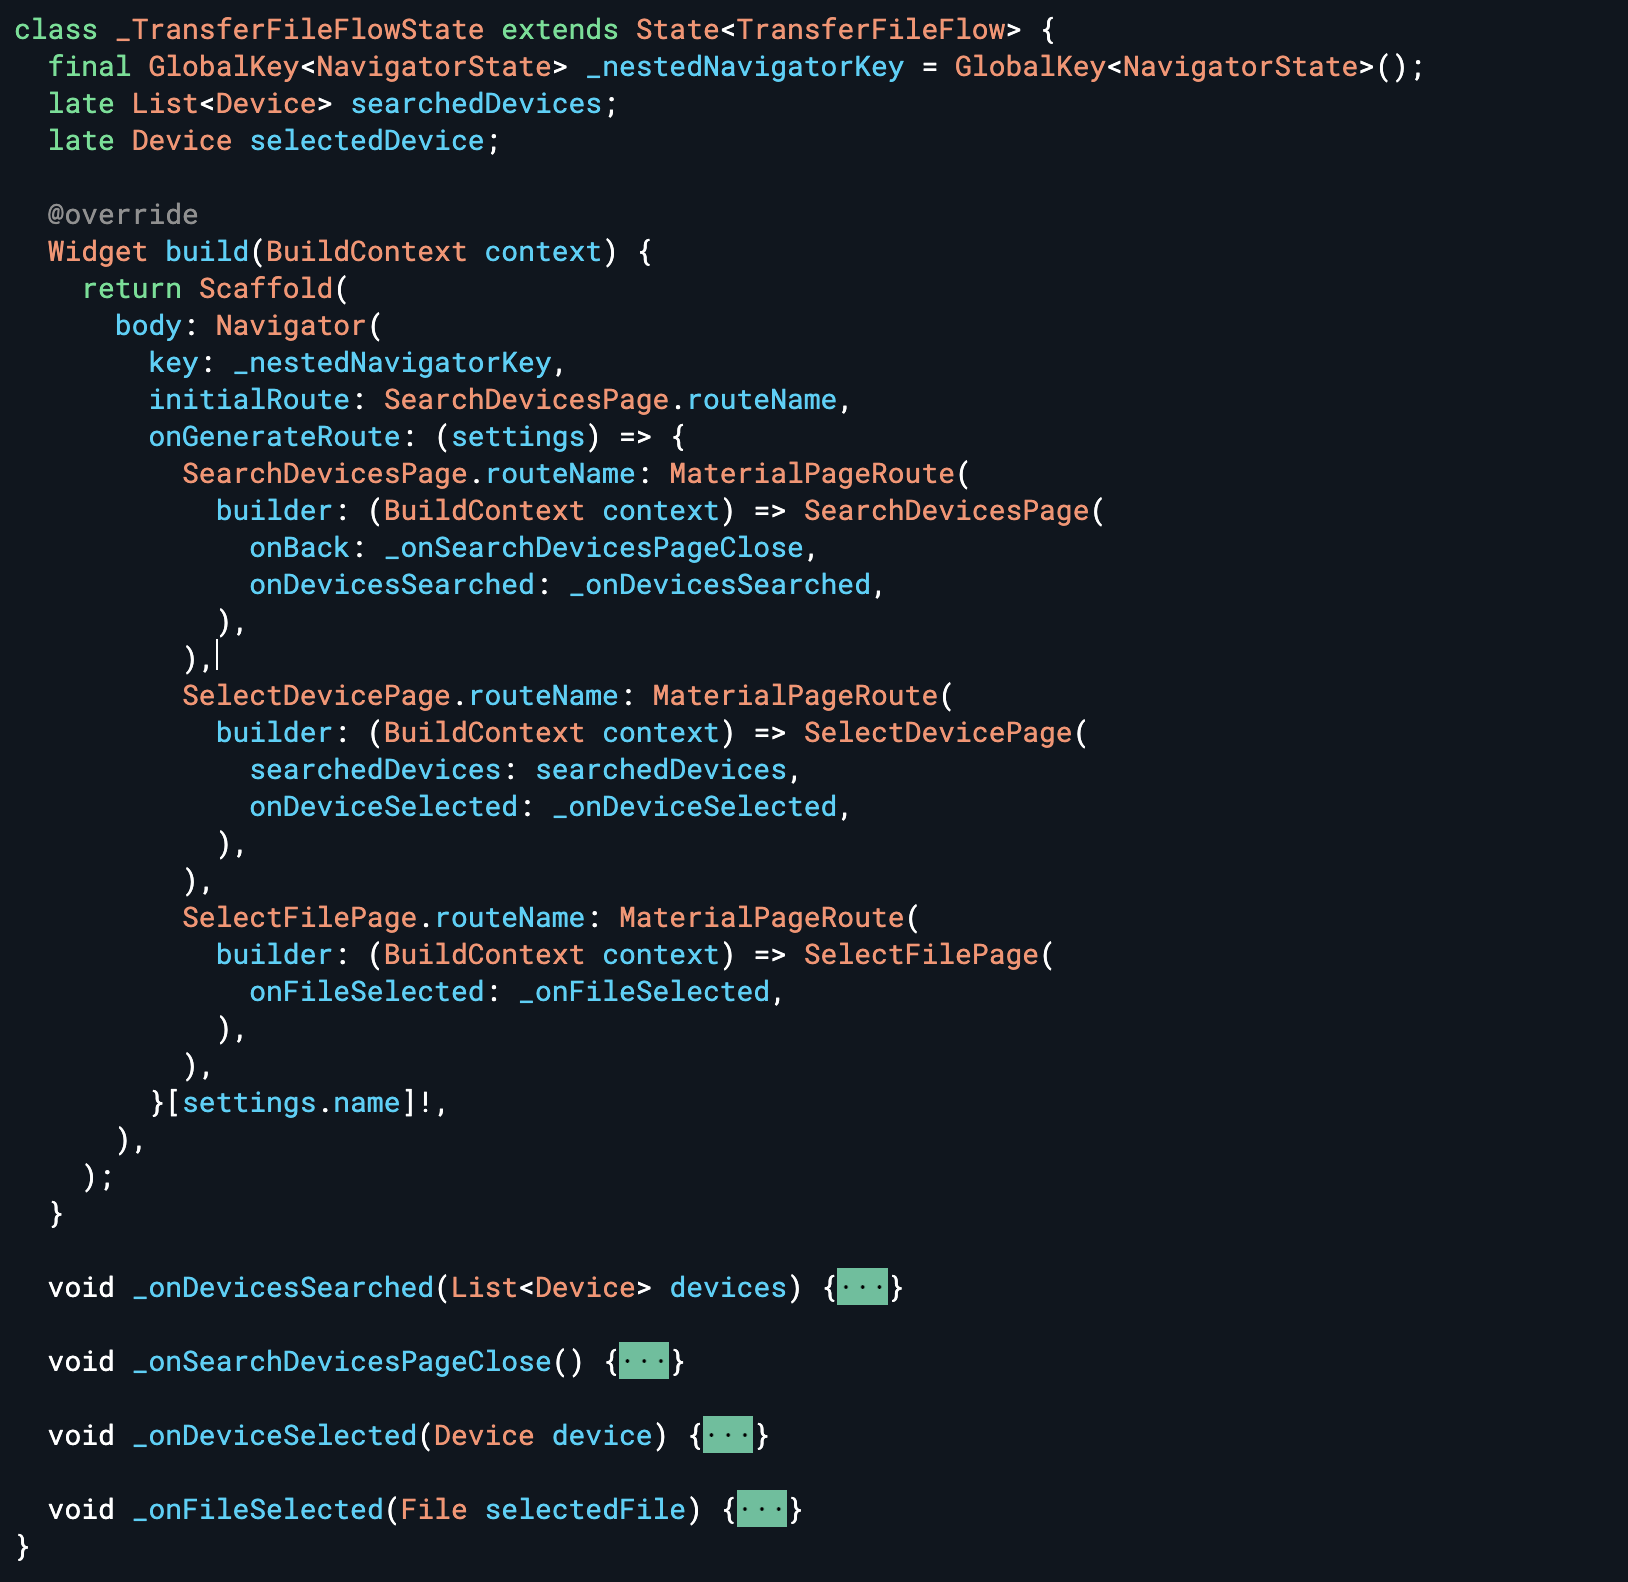 class _TransferFileFlowState extends State<TransferFileFlow> {
  final GlobalKey<NavigatorState> _nestedNavigatorKey = GlobalKey<NavigatorState>();
  late List<Device> searchedDevices;
  late Device selectedDevice;

  @override
  Widget build(BuildContext context) {
    return Scaffold(
      body: Navigator(
        key: _nestedNavigatorKey,
        initialRoute: SearchDevicesPage.routeName,
        onGenerateRoute: (settings) => {
          SearchDevicesPage.routeName: MaterialPageRoute(
            builder: (BuildContext context) => SearchDevicesPage(
              onBack: _onSearchDevicesPageClose,
              onDevicesSearched: _onDevicesSearched,
            ),
          ),
          SelectDevicePage.routeName: MaterialPageRoute(
            builder: (BuildContext context) => SelectDevicePage(
              searchedDevices: searchedDevices,
              onDeviceSelected: _onDeviceSelected,
            ),
          ),
          SelectFilePage.routeName: MaterialPageRoute(
            builder: (BuildContext context) => SelectFilePage(
              onFileSelected: _onFileSelected,
            ),
          ),
        }[settings.name]!,
      ),
    );
  }

  void _onDevicesSearched(List<Device> devices) {···}

  void _onSearchDevicesPageClose() {···}

  void _onDeviceSelected(Device device) {···}

  void _onFileSelected(File selectedFile) {···}
}